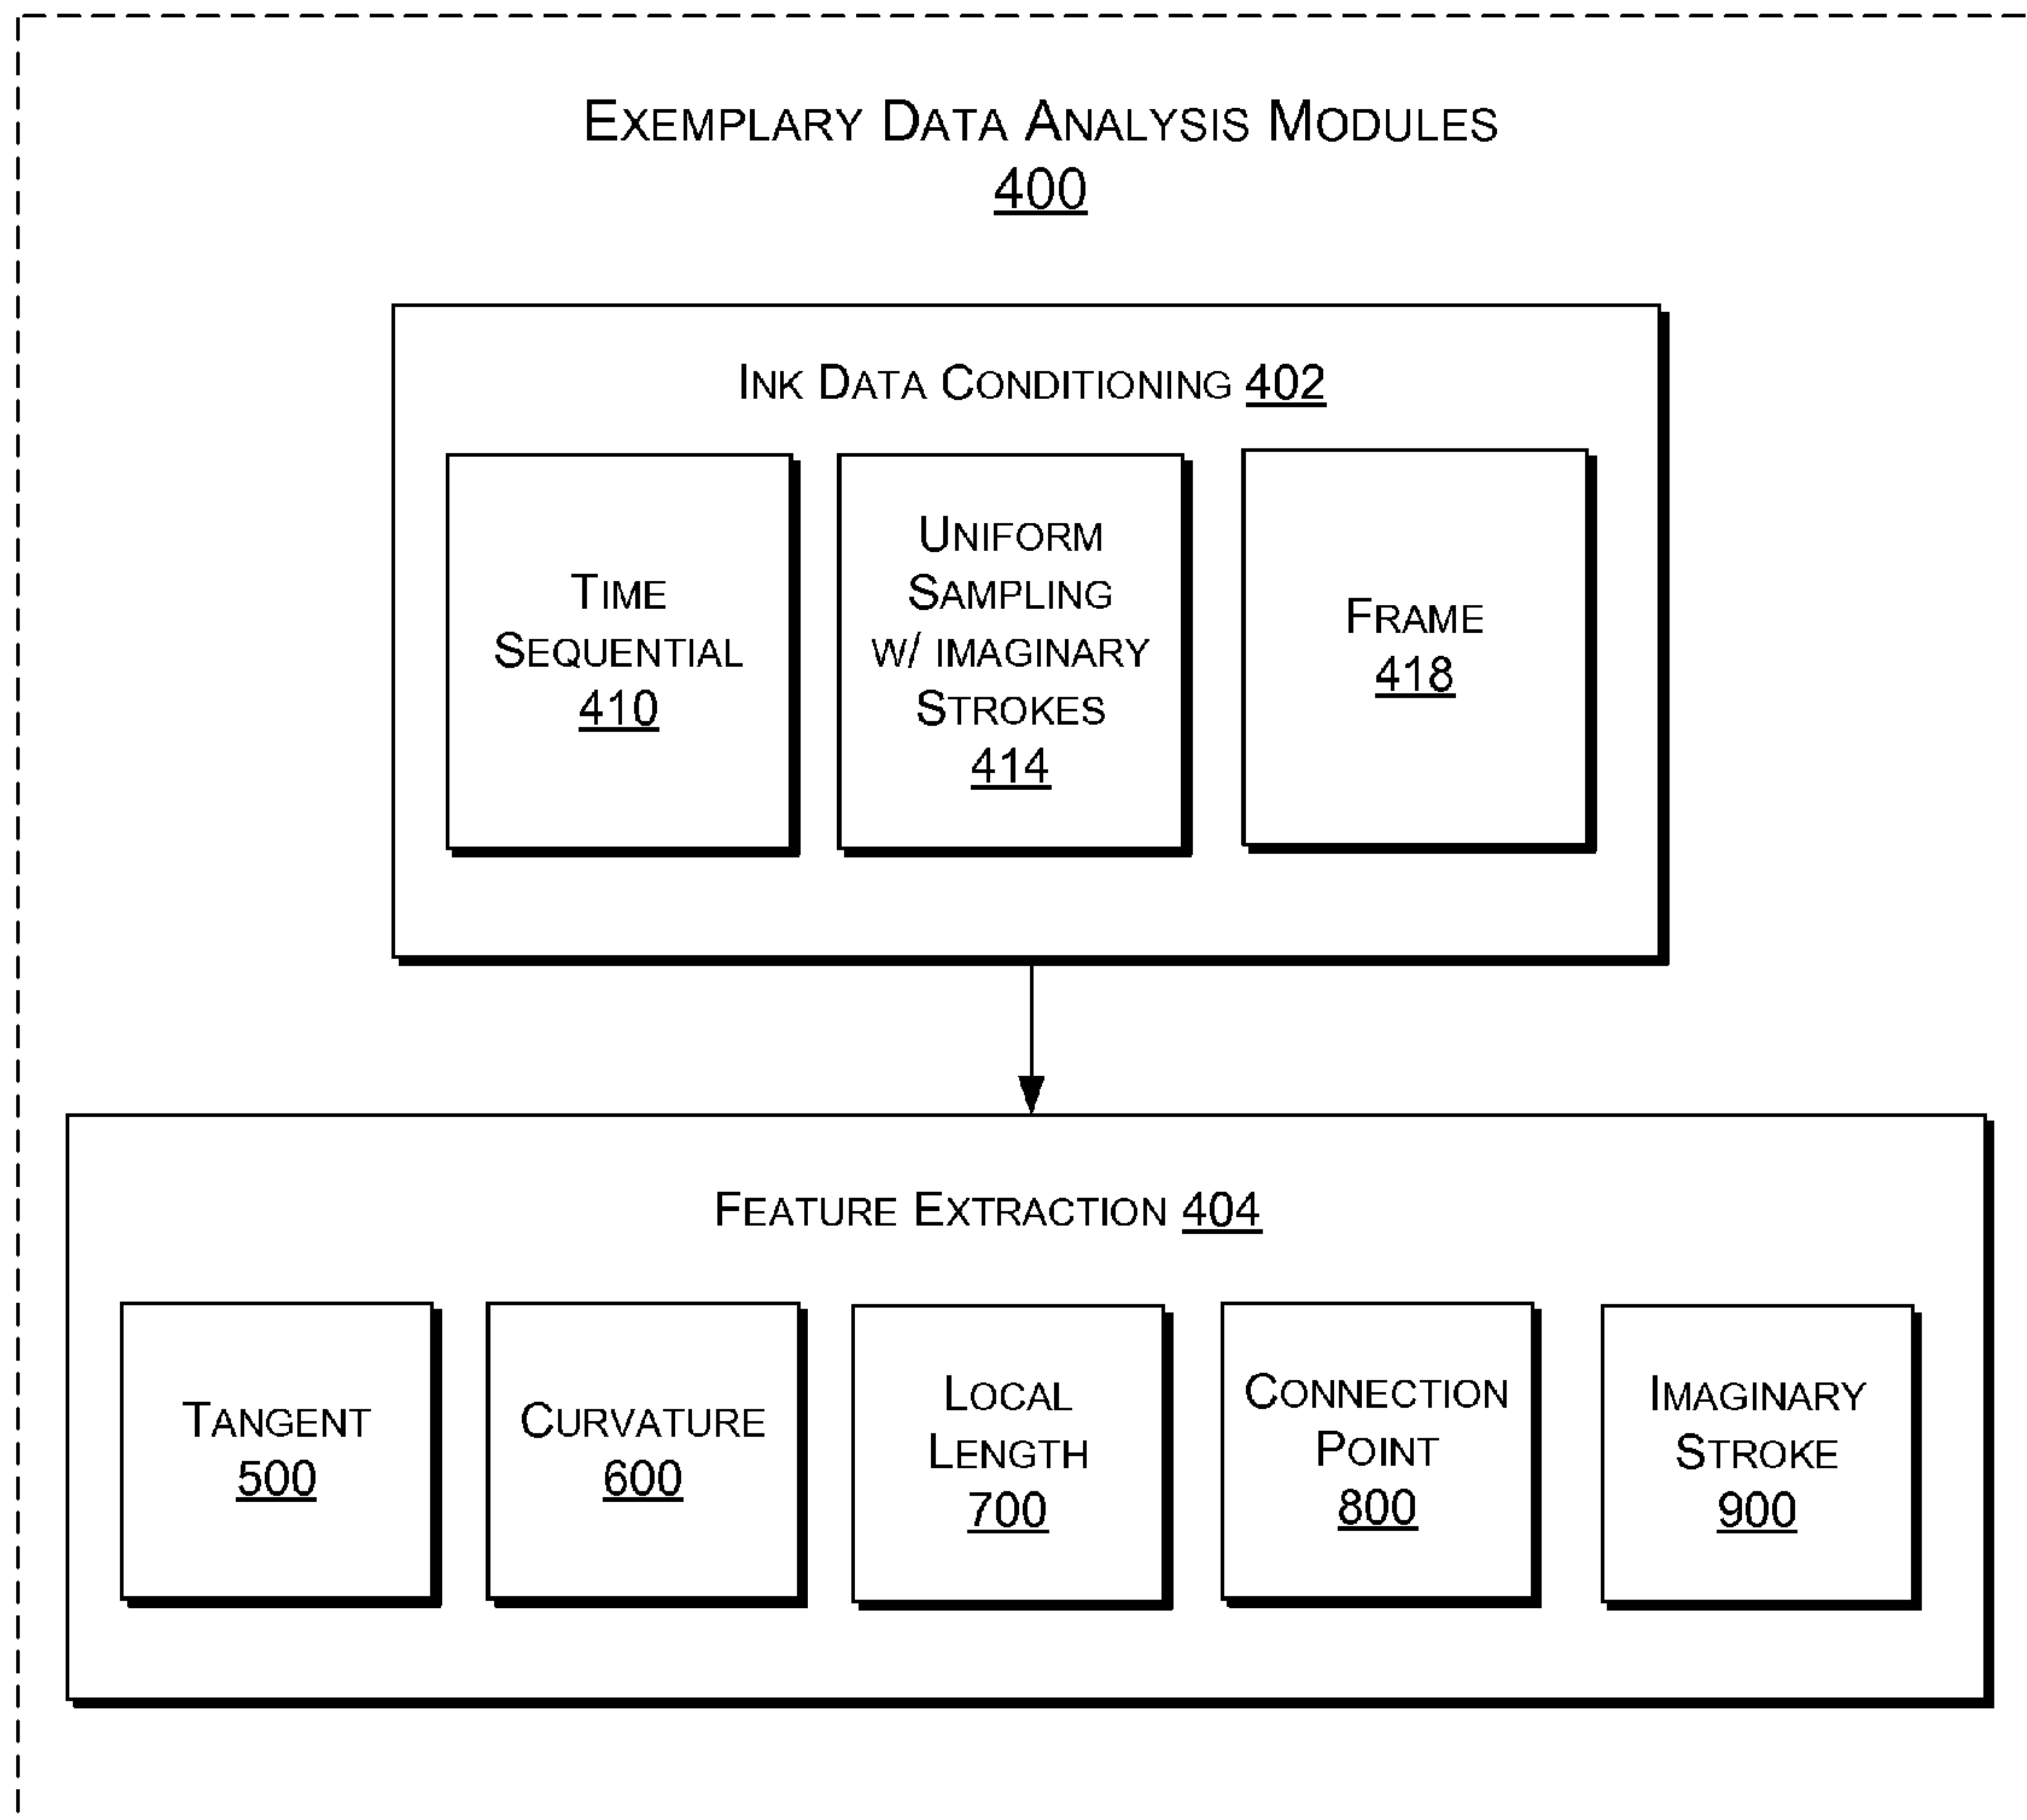 EXEMPLARY DATA ANALYSIS MODULES
400
INK DATA CONDITIONING 402
TIME
SEQUENTIAL
410
UNIFORM
SAMPLING
W/ IMAGINARY
STROKES
414
FRAME
418
FEATURE EXTRACTION 404
TANGENT
500
CURVATURE
600
LOCAL
LENGTH
700
CONNECTION
POINT
800
IMAGINARY
STROKE
900